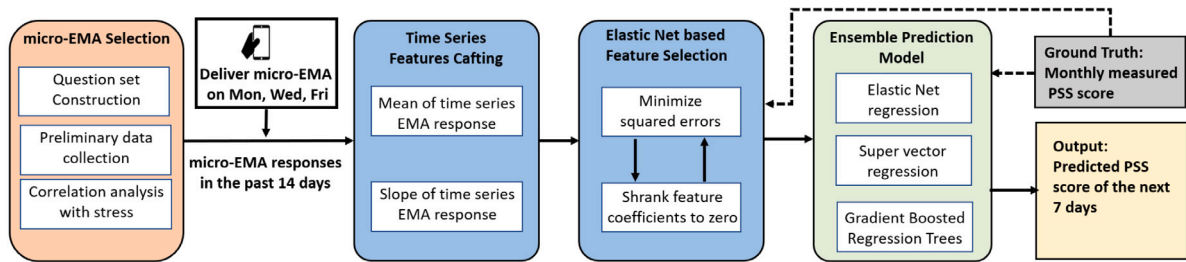 micro-EMA Selection
Question set
Construction
Preliminary data
collection
Correlation analysis
with stress
Deliver micro-EMA
on Mon, Wed, Fri
micro-EMA responses
in the past 14 days
Time Series
Features Cafting
Mean of time series
EMA response
Slope of time series
EMA response
Elastic Net based
Feature Selection
Minimize
squared errors
Shrank feature
coefficients to zero
Ensemble Prediction
Model
Elastic Net
regression
Super vector
regression
Gradient Boosted
Regression Trees
Ground Truth:
Monthly measured
PSS score
Output:
Predicted PSS
score of the next
7 days